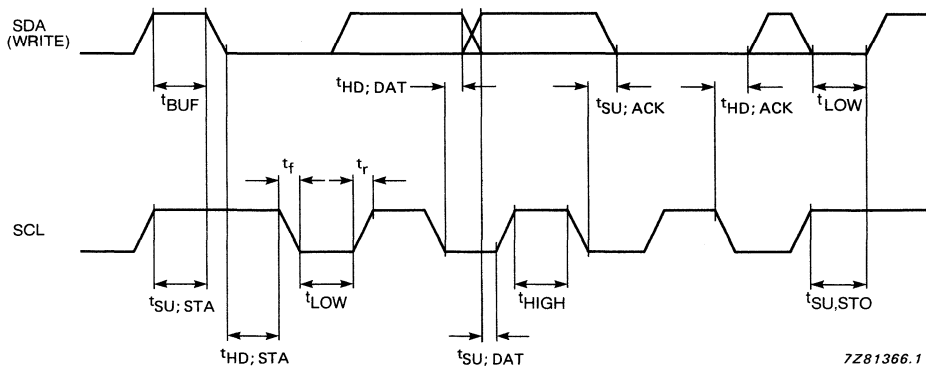 SDA
(WRITE)
tBUF
tHD; DAT
tSU; ACK
tHD; ACK
tLOW
tf
tr
SCL
tSU; STA
tLOW
tHIGH
tSU,STO
tHD; STA
tSU; DAT
7Z81366.1